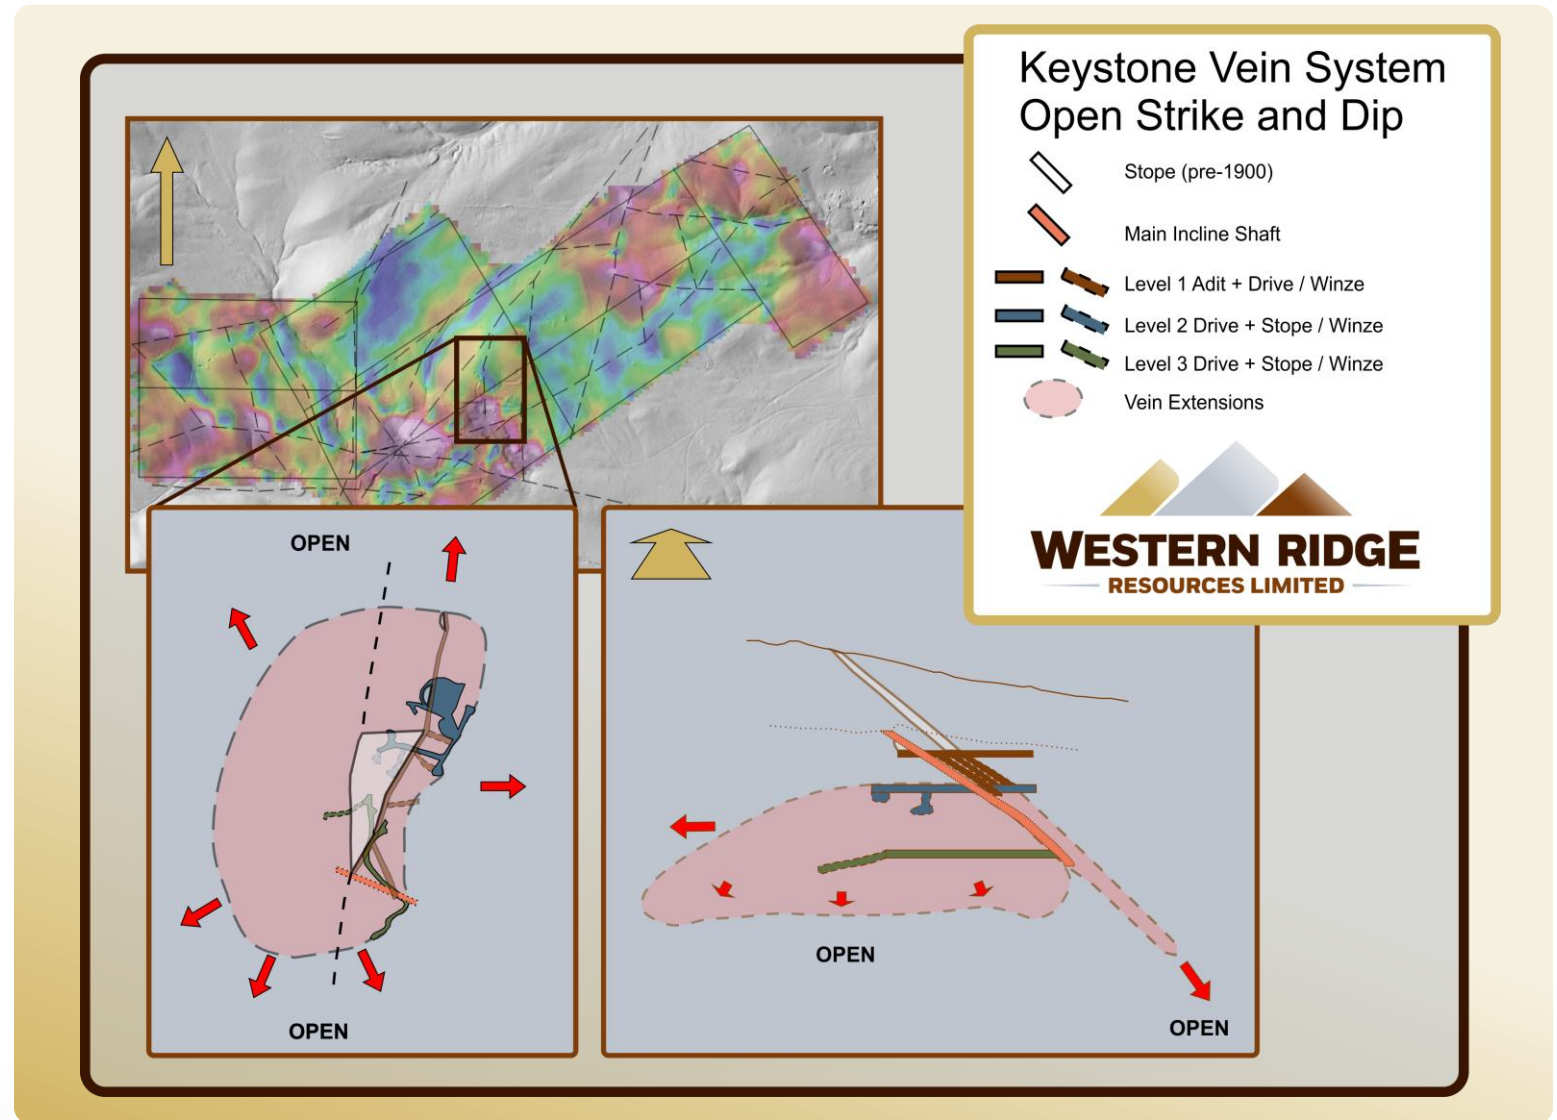 Keystone Vein System
Open Strike and Dip
Stope (pre-1900)
Main Incline Shaft
Level 1 Adit + Drive / Winze
Level 2 Drive + Stope / Winze
Level 3 Drive + Stope / Winze
Vein Extensions
WESTERN RIDGE
RESOURCES LIMITED
OPEN
OPEN
OPEN
OPEN